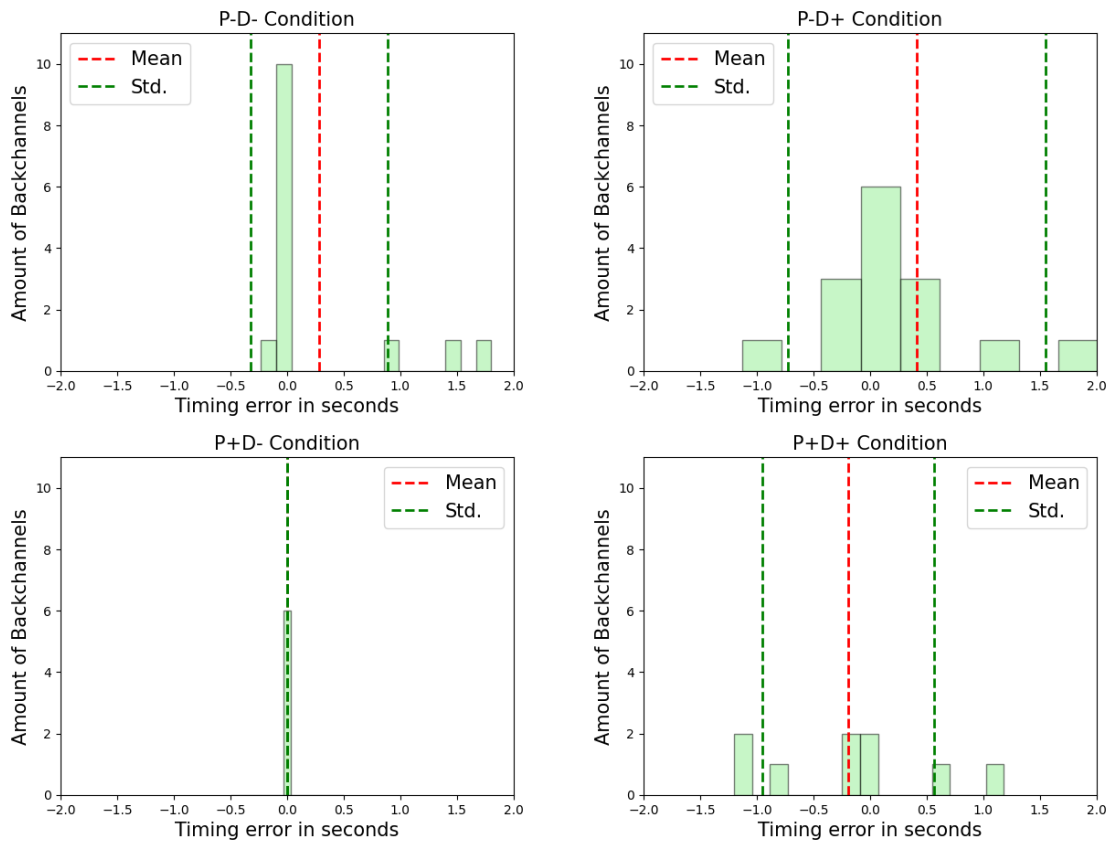 P-D- Condition
Mean
Std.
Amount of Backchannels
10
8
6
4
2
0
−2.0 −1.5 −1.0 −0.5 0.0 0.5 1.0 1.5 2.0
Timing error in seconds
P-D+ Condition
Mean
Std.
Amount of Backchannels
10
8
6
4
2
0
−2.0 −1.5 −1.0 −0.5 0.0 0.5 1.0 1.5 2.0
Timing error in seconds
P+D- Condition
Mean
Std.
Amount of Backchannels
10
8
6
4
2
0
−2.0 −1.5 −1.0 −0.5 0.0 0.5 1.0 1.5 2.0
Timing error in seconds
P+D+ Condition
Mean
Std.
Amount of Backchannels
10
8
6
4
2
0
−2.0 −1.5 −1.0 −0.5 0.0 0.5 1.0 1.5 2.0
Timing error in seconds